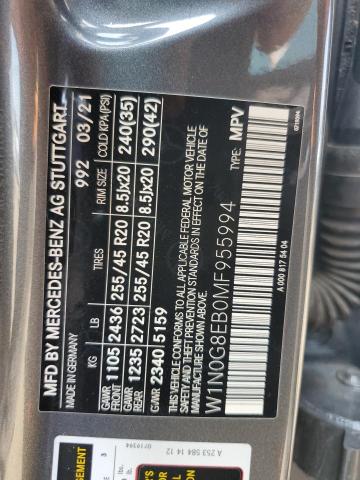 MFD BY MERCEDES-BENZ AG STUTTGART
MADE IN GERMANY 992 03/21
KG LB TIRES RIM SIZE COLD KPA(PSI)
GAWR FRT 1105 2436 255/45 R20 8.5Jx20 240(35)
GAWR RR 1235 2723 255/45 R20 8.5Jx20 290(42)
GVWR 2340 5159
THIS VEHICLE CONFORMS TO ALL APPLICABLE FEDERAL MOTOR VEHICLE
SAFETY AND THEFT PREVENTION STANDARDS IN EFFECT ON THE DATE OF
MANUFACTURE SHOWN ABOVE.
W1N0G8EB0MF955994 TYPE: MPV
A 000 817 54 04
0719394
A 253 584 14 12
0719394